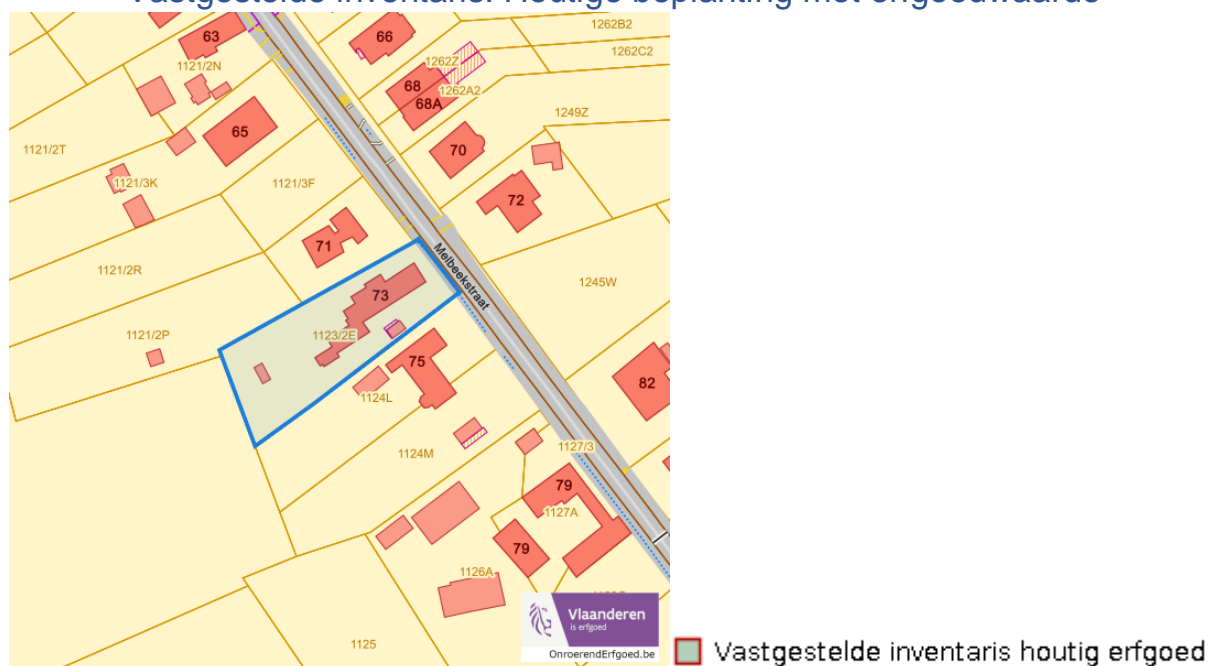 Vastgestelde inventaris: Houtige beplanting met erfgoedwaarde
63
66
1262B2
1262C2
1121/2N
1262Z
68
1262A2
68A
1249Z
65
70
1121/2T
1121/3K
1121/3F
72
71
Melbeekstraat
1121/2R
1245W
73
1121/2P
1123/2E
75
82
1124L
1124M
1127/3
79
1127A
79
1126A
1125
Vlaanderen
is erfgoed
OnroerendErfgoed.be
Vastgestelde inventaris houtig erfgoed